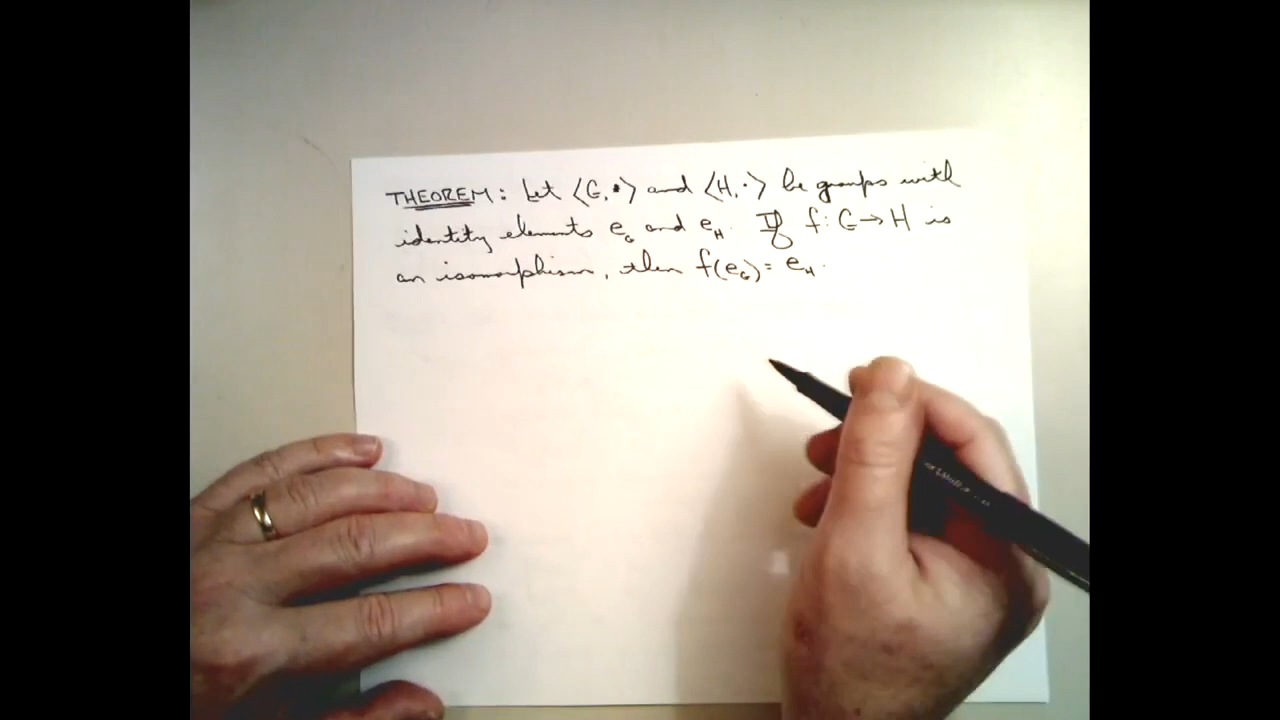 THEOREM: Let ⟨G,•⟩ and ⟨H,·⟩ be groups with
identity elements e_G and e_H. If f: G→H is
an isomorphism, then f(e_G) = e_H.